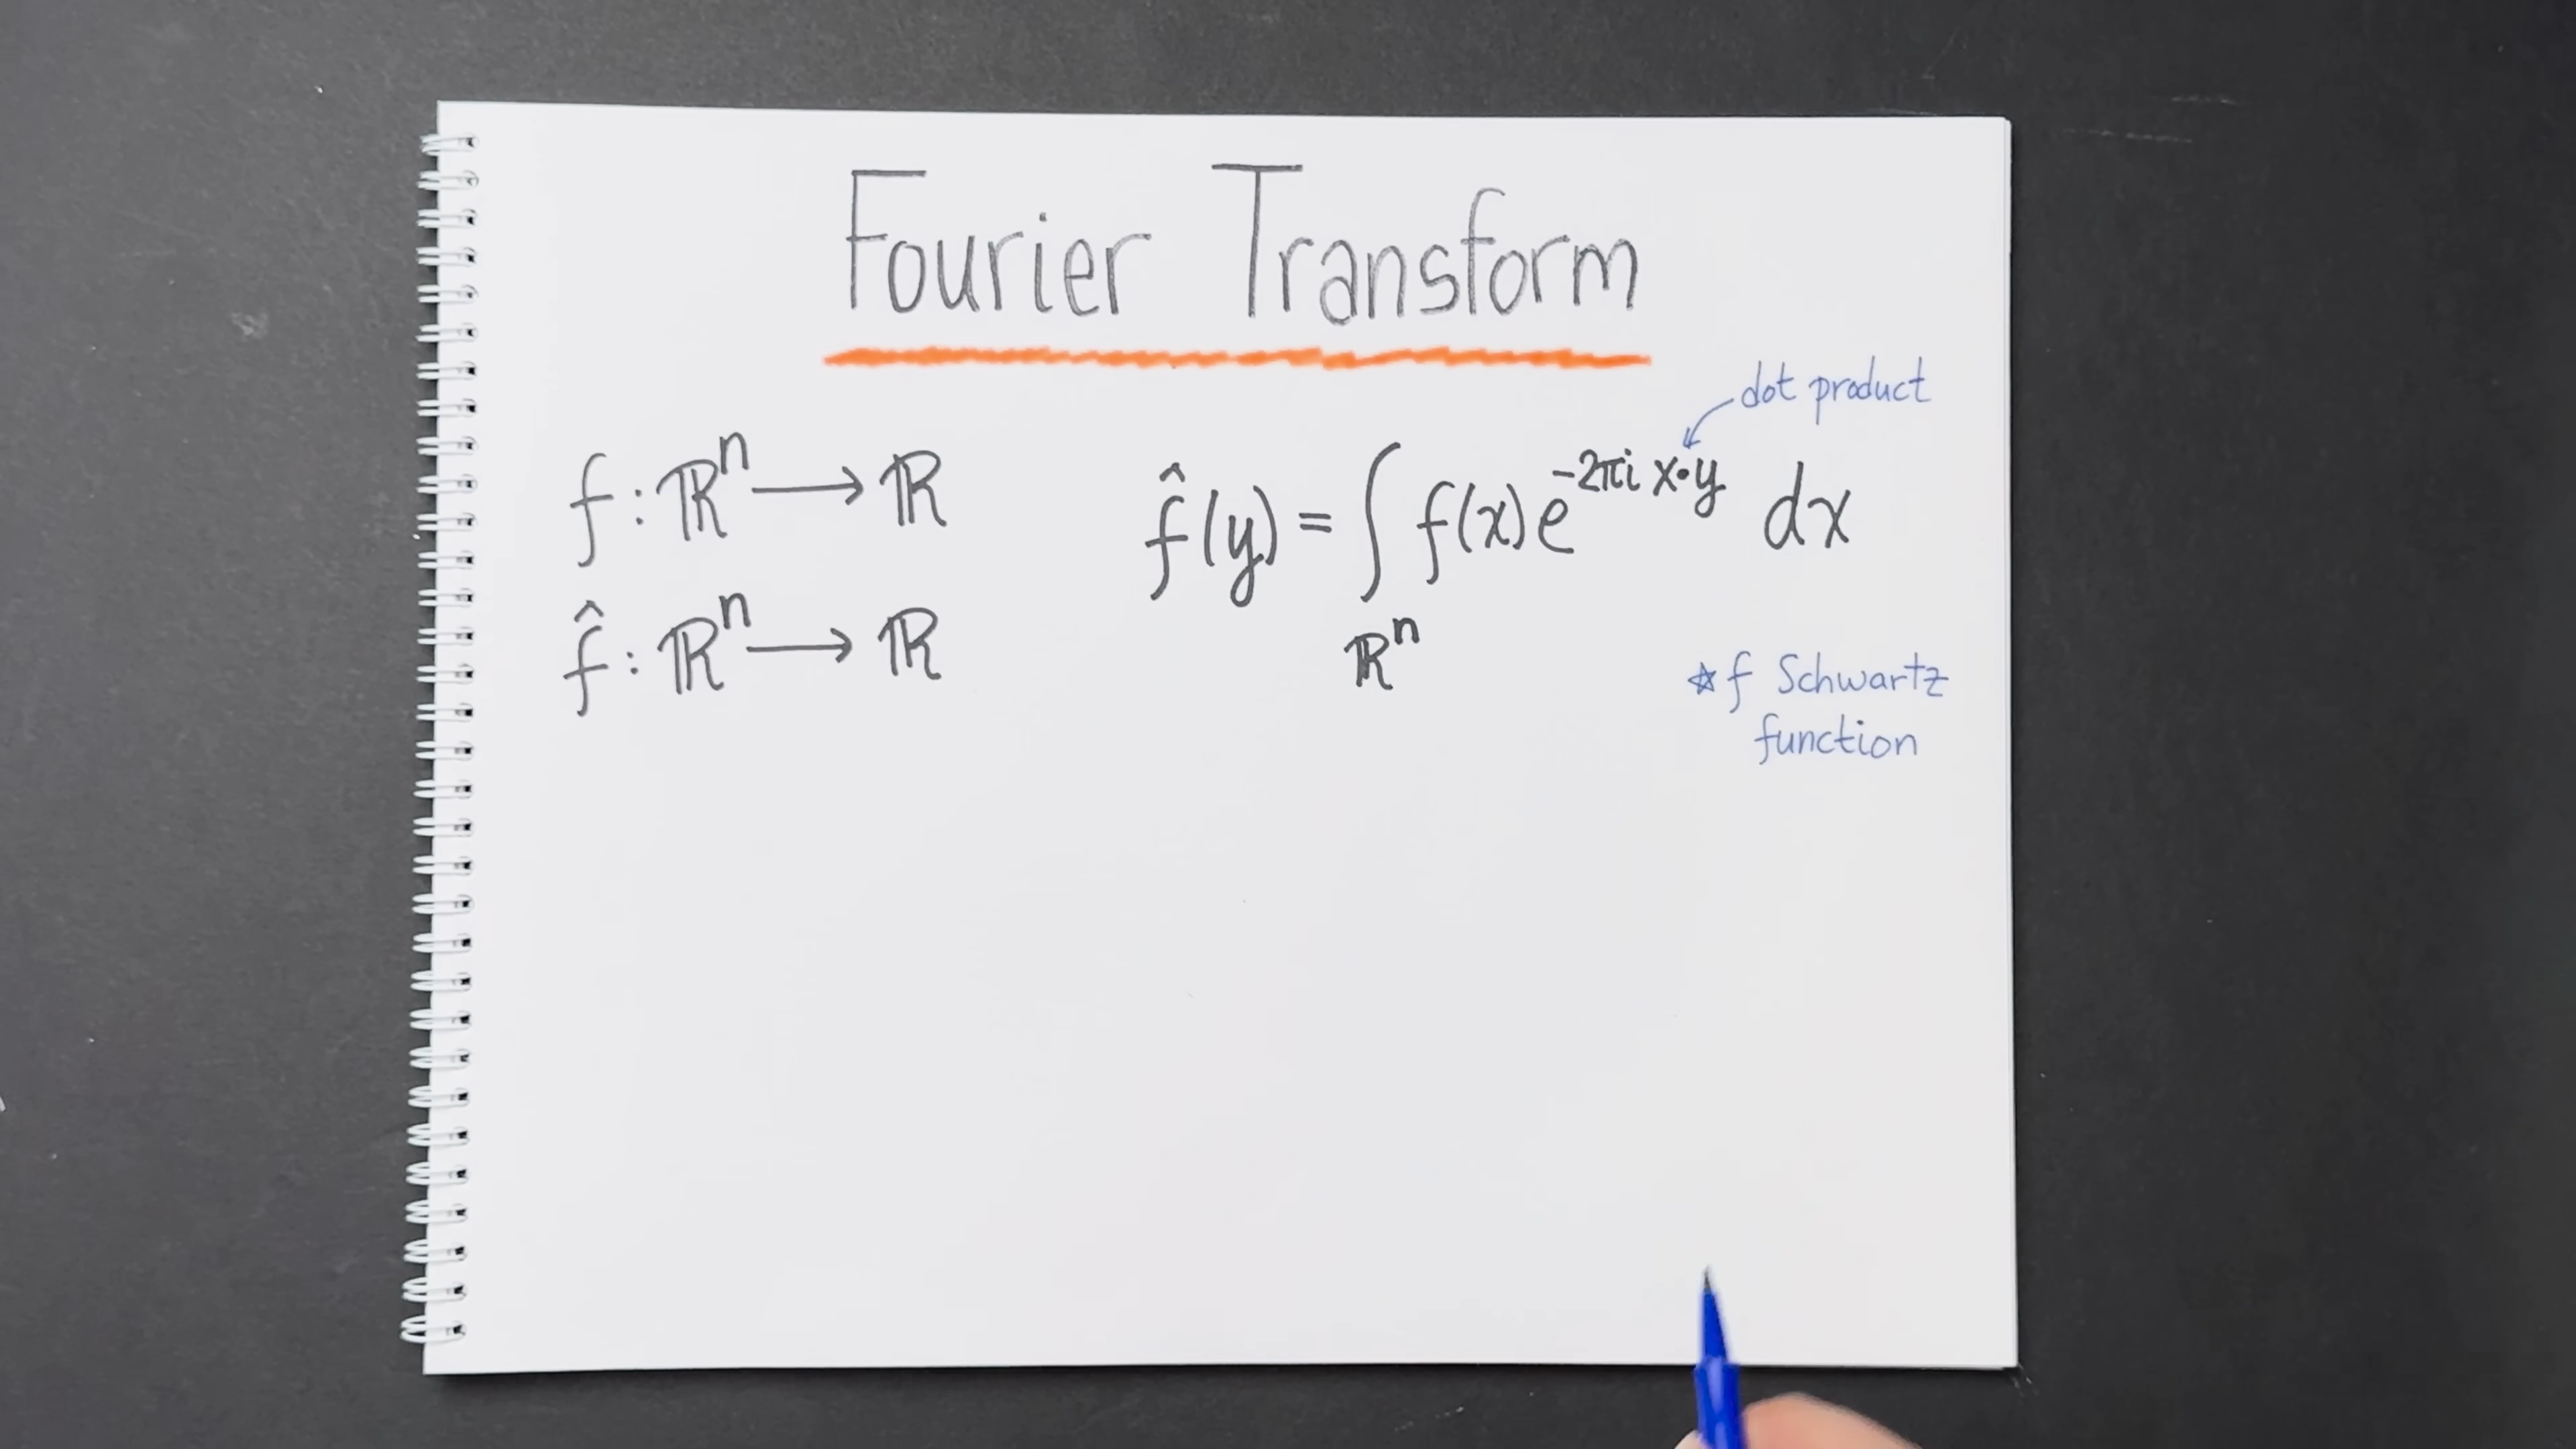 Fourier Transform
dot product
f : ℝⁿ ⟶ ℝ
f̂(y) = ∫ f(x) e^{-2πi x•y} dx
ℝⁿ
f̂ : ℝⁿ ⟶ ℝ
☆ f Schwartz
function